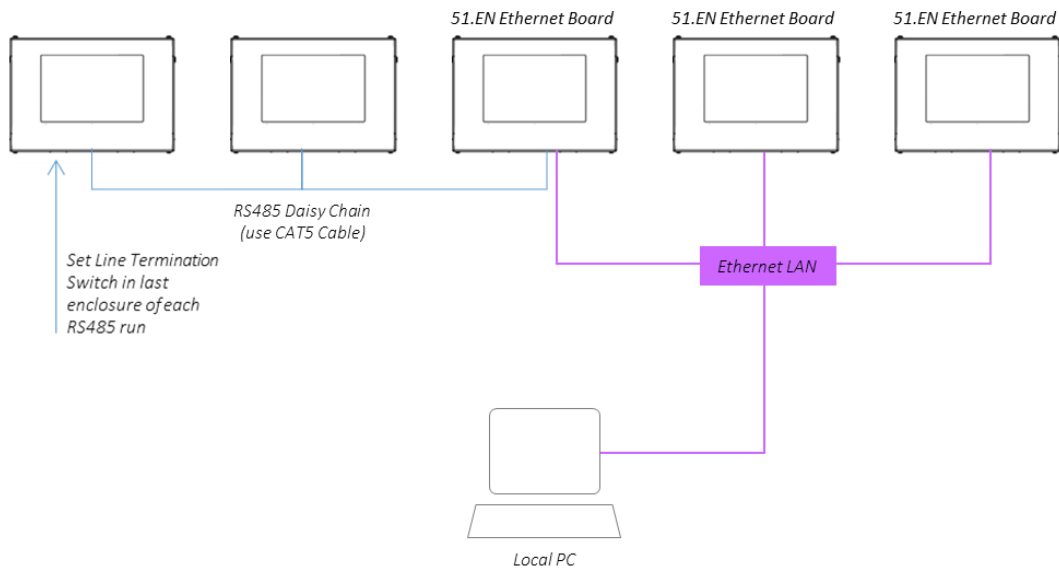 51.EN Ethernet Board
51.EN Ethernet Board
51.EN Ethernet Board
RS485 Daisy Chain
(use CAT5 Cable)
Set Line Termination
Switch in last
enclosure of each
RS485 run
Ethernet LAN
Local PC